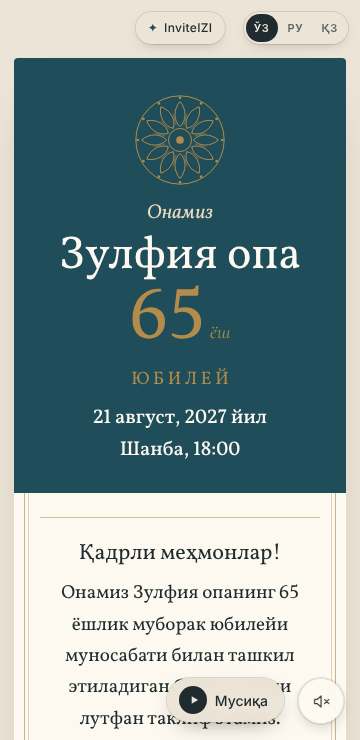 InviteIZI
ЎЗ РУ ҚЗ
Онамиз
Зулфия опа
65 ёш
ЮБИЛЕЙ
21 август, 2027 йил
Шанба, 18:00
Қадрли меҳмонлар!
Онамиз Зулфия опанинг 65
ёшлик муборак юбилейи
муносабати билан ташкил
этиладиган
Мусиқа
лутфан